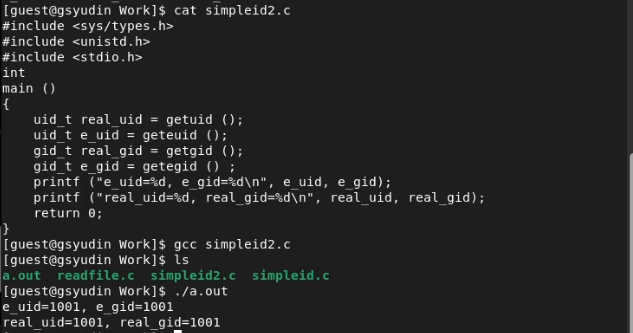 [guest@gsyudin Work]$ cat simpleid2.c
#include <sys/types.h>
#include <unistd.h>
#include <stdio.h>
int
main ()
{
    uid_t real_uid = getuid ();
    uid_t e_uid = geteuid ();
    gid_t real_gid = getgid ();
    gid_t e_gid = getegid () ;
    printf ("e_uid=%d, e_gid=%d\n", e_uid, e_gid);
    printf ("real_uid=%d, real_gid=%d\n", real_uid, real_gid);
    return 0;
}
[guest@gsyudin Work]$ gcc simpleid2.c
[guest@gsyudin Work]$ ls
a.out  readfile.c  simpleid2.c  simpleid.c
[guest@gsyudin Work]$ ./a.out
e_uid=1001, e_gid=1001
real_uid=1001, real_gid=1001